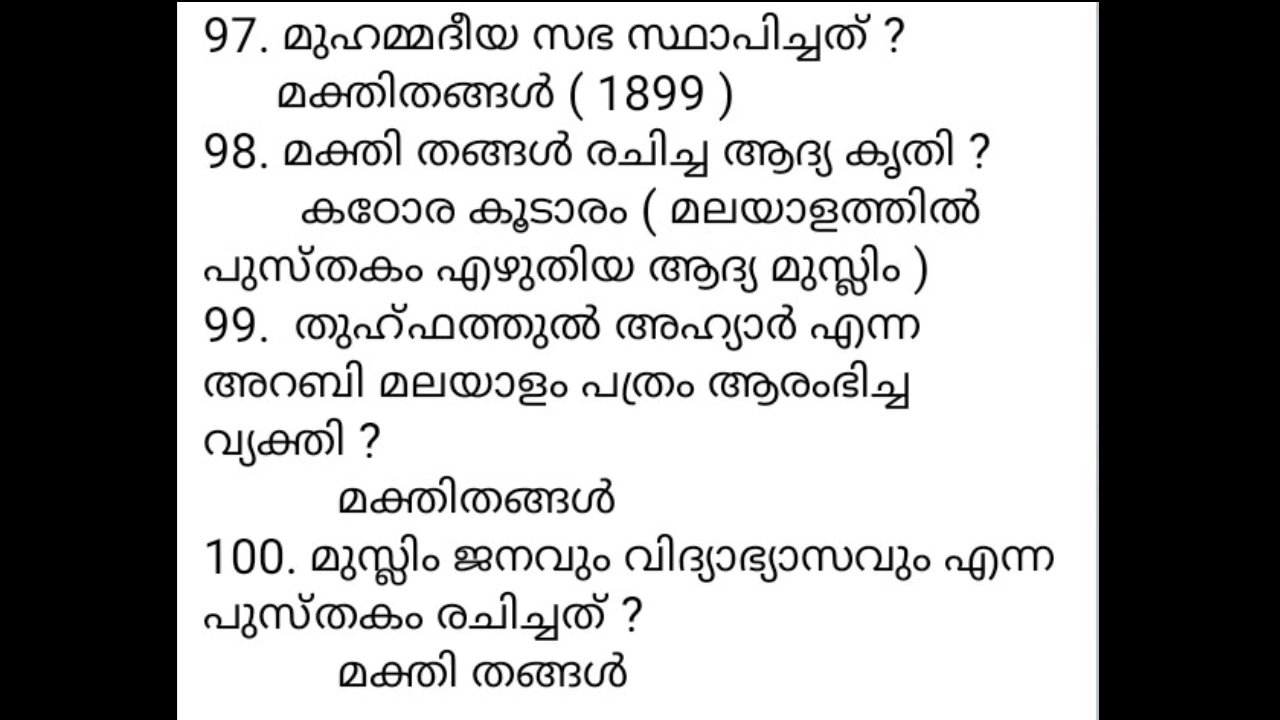 97. മുഹമ്മദീയ സഭ സ്ഥാപിച്ചത് ?
മക്തിതങ്ങൾ ( 1899 )
98. മക്തി തങ്ങൾ രചിച്ച ആദ്യ കൃതി ?
കഠോര കൂടാരം ( മലയാളത്തിൽ
പുസ്തകം എഴുതിയ ആദ്യ മുസ്ലിം )
99. തുഹ്ഫത്തുൽ അഹ്യാർ എന്ന
അറബി മലയാളം പത്രം ആരംഭിച്ച
വ്യക്തി ?
മക്തിതങ്ങൾ
100. മുസ്ലിം ജനവും വിദ്യാഭ്യാസവും എന്ന
പുസ്തകം രചിച്ചത് ?
മക്തി തങ്ങൾ